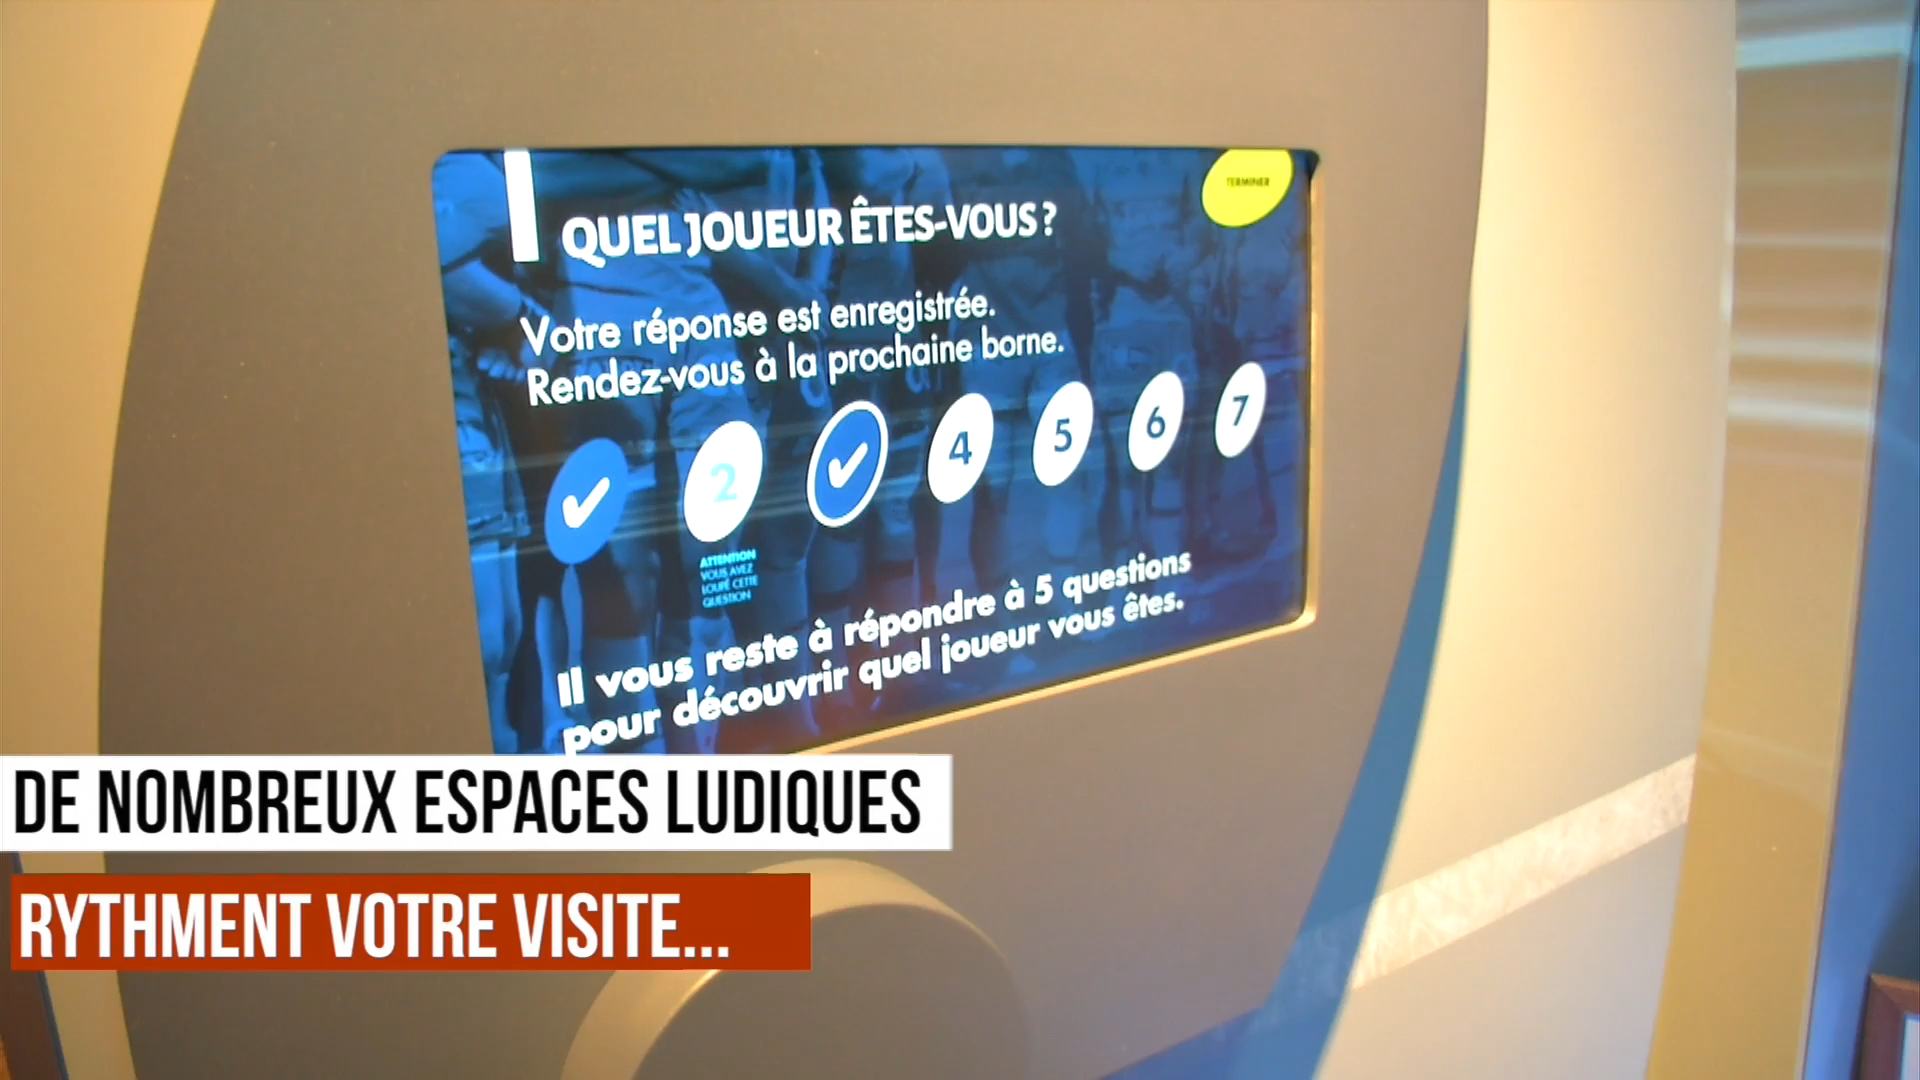 TERMINER
QUEL JOUEUR ÊTES-VOUS ?
Votre réponse est enregistrée.
Rendez-vous à la prochaine borne.
2
4
5
6
7
ATTENTION
VOUS AVEZ
LOUPÉ CETTE
QUESTION
Il vous reste à répondre à 5 questions
pour découvrir quel joueur vous êtes.
DE NOMBREUX ESPACES LUDIQUES
RYTHMENT VOTRE VISITE...